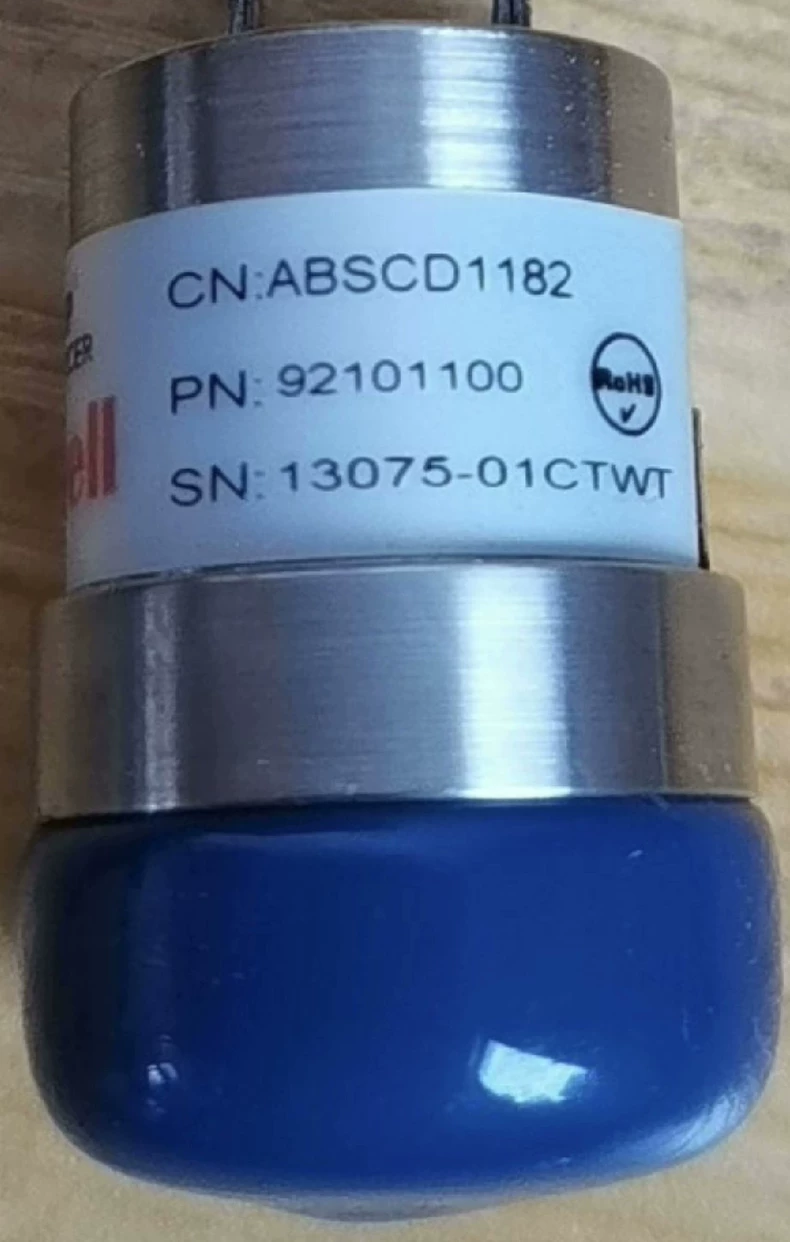 CN:ABSCD1182
PN: 92101100
RoHS
SN: 13075-01CTWT